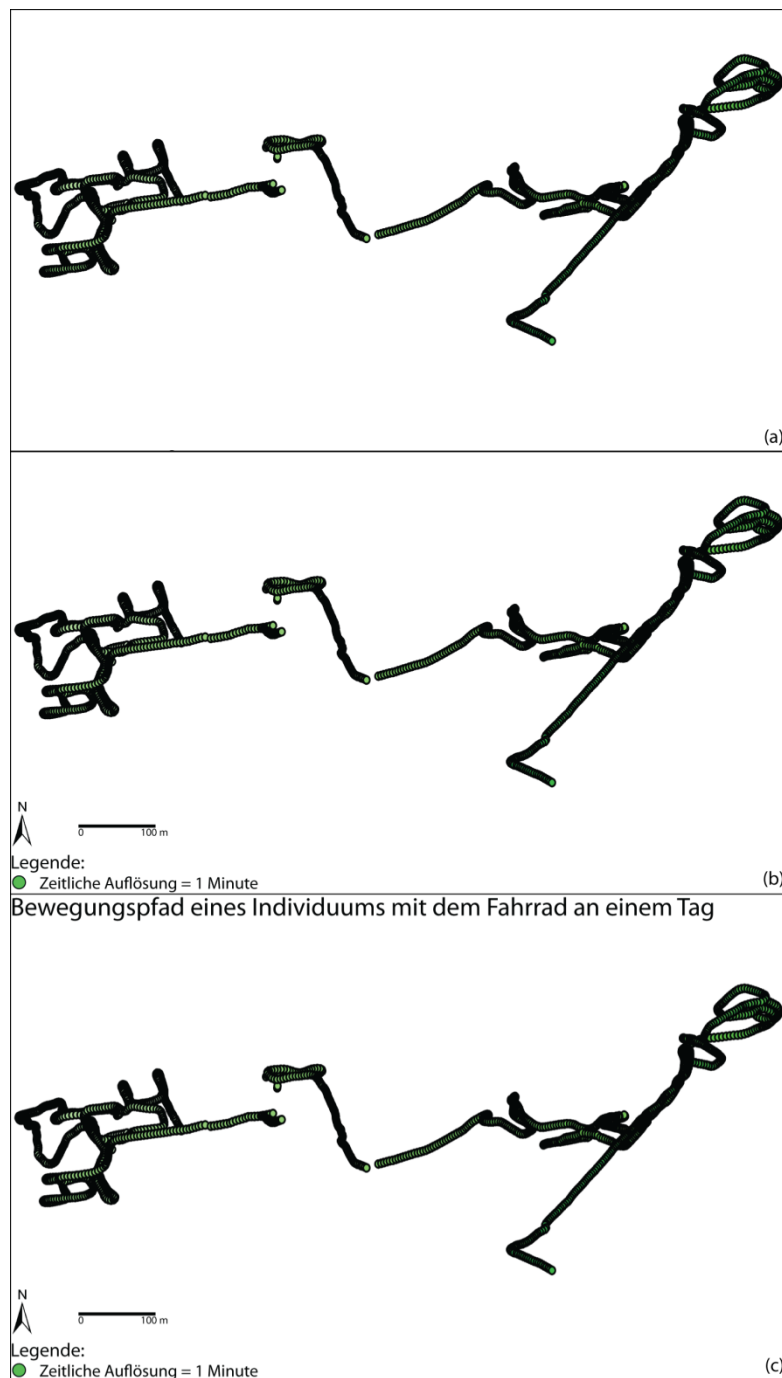 (a)
N
0 100 m
Legende:
Zeitliche Auflösung = 1 Minute
(b)
Bewegungspfad eines Individuums mit dem Fahrrad an einem Tag
N
0 100 m
Legende:
Zeitliche Auflösung = 1 Minute
(c)